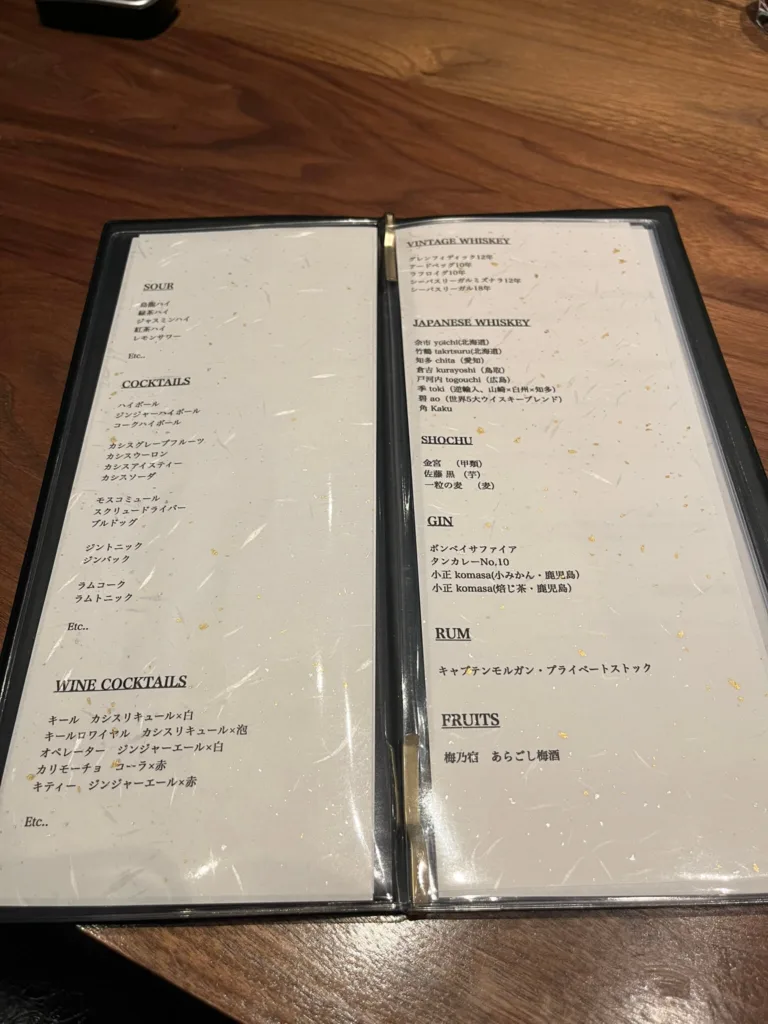 SOUR
烏龍ハイ
緑茶ハイ
ジャスミンハイ
紅茶ハイ
レモンサワー
Etc..
COCKTAILS
ハイボール
ジンジャーハイボール
コークハイボール
カシスグレープフルーツ
カシスウーロン
カシスアイスティー
カシスソーダ
モスコミュール
スクリュードライバー
ブルドッグ
ジントニック
ジンバック
ラムコーク
ラムトニック
Etc..
WINE COCKTAILS
キール カシスリキュール×白
キールロワイヤル カシスリキュール×泡
オペレーター ジンジャーエール×白
カリモーチョ コーラ×赤
キティー ジンジャーエール×赤
Etc..
VINTAGE WHISKEY
グレンフィディック12年
アードベッグ10年
ラフロイグ10年
シーバスリーガルミズナラ12年
シーバスリーガル18年
JAPANESE WHISKEY
余市 yoichi(北海道)
竹鶴 taketsuru(北海道)
知多 chita（愛知）
倉吉 kurayoshi（鳥取）
戸河内 togouchi（広島）
季 toki（逆輸入、山崎×白州×知多）
碧 ao（世界5大ウイスキーブレンド）
角 Kaku
SHOCHU
金宮 （甲類）
佐藤 黒 （芋）
一粒の麦 （麦）
GIN
ボンベイサファイア
タンカレーNo.10
小正 komasa(小みかん・鹿児島）
小正 komasa(焙じ茶・鹿児島）
RUM
キャプテンモルガン・プライベートストック
FRUITS
梅乃宿 あらごし梅酒